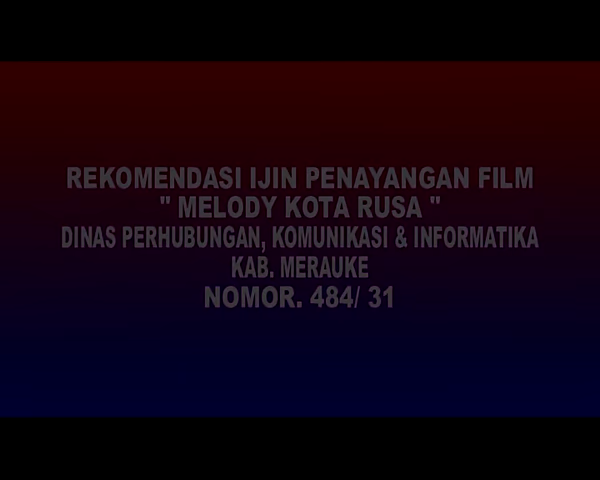 REKOMENDASI IJIN PENAYANGAN FILM
" MELODY KOTA RUSA "
DINAS PERHUBUNGAN, KOMUNIKASI & INFORMATIKA
KAB. MERAUKE
NOMOR. 484/ 31